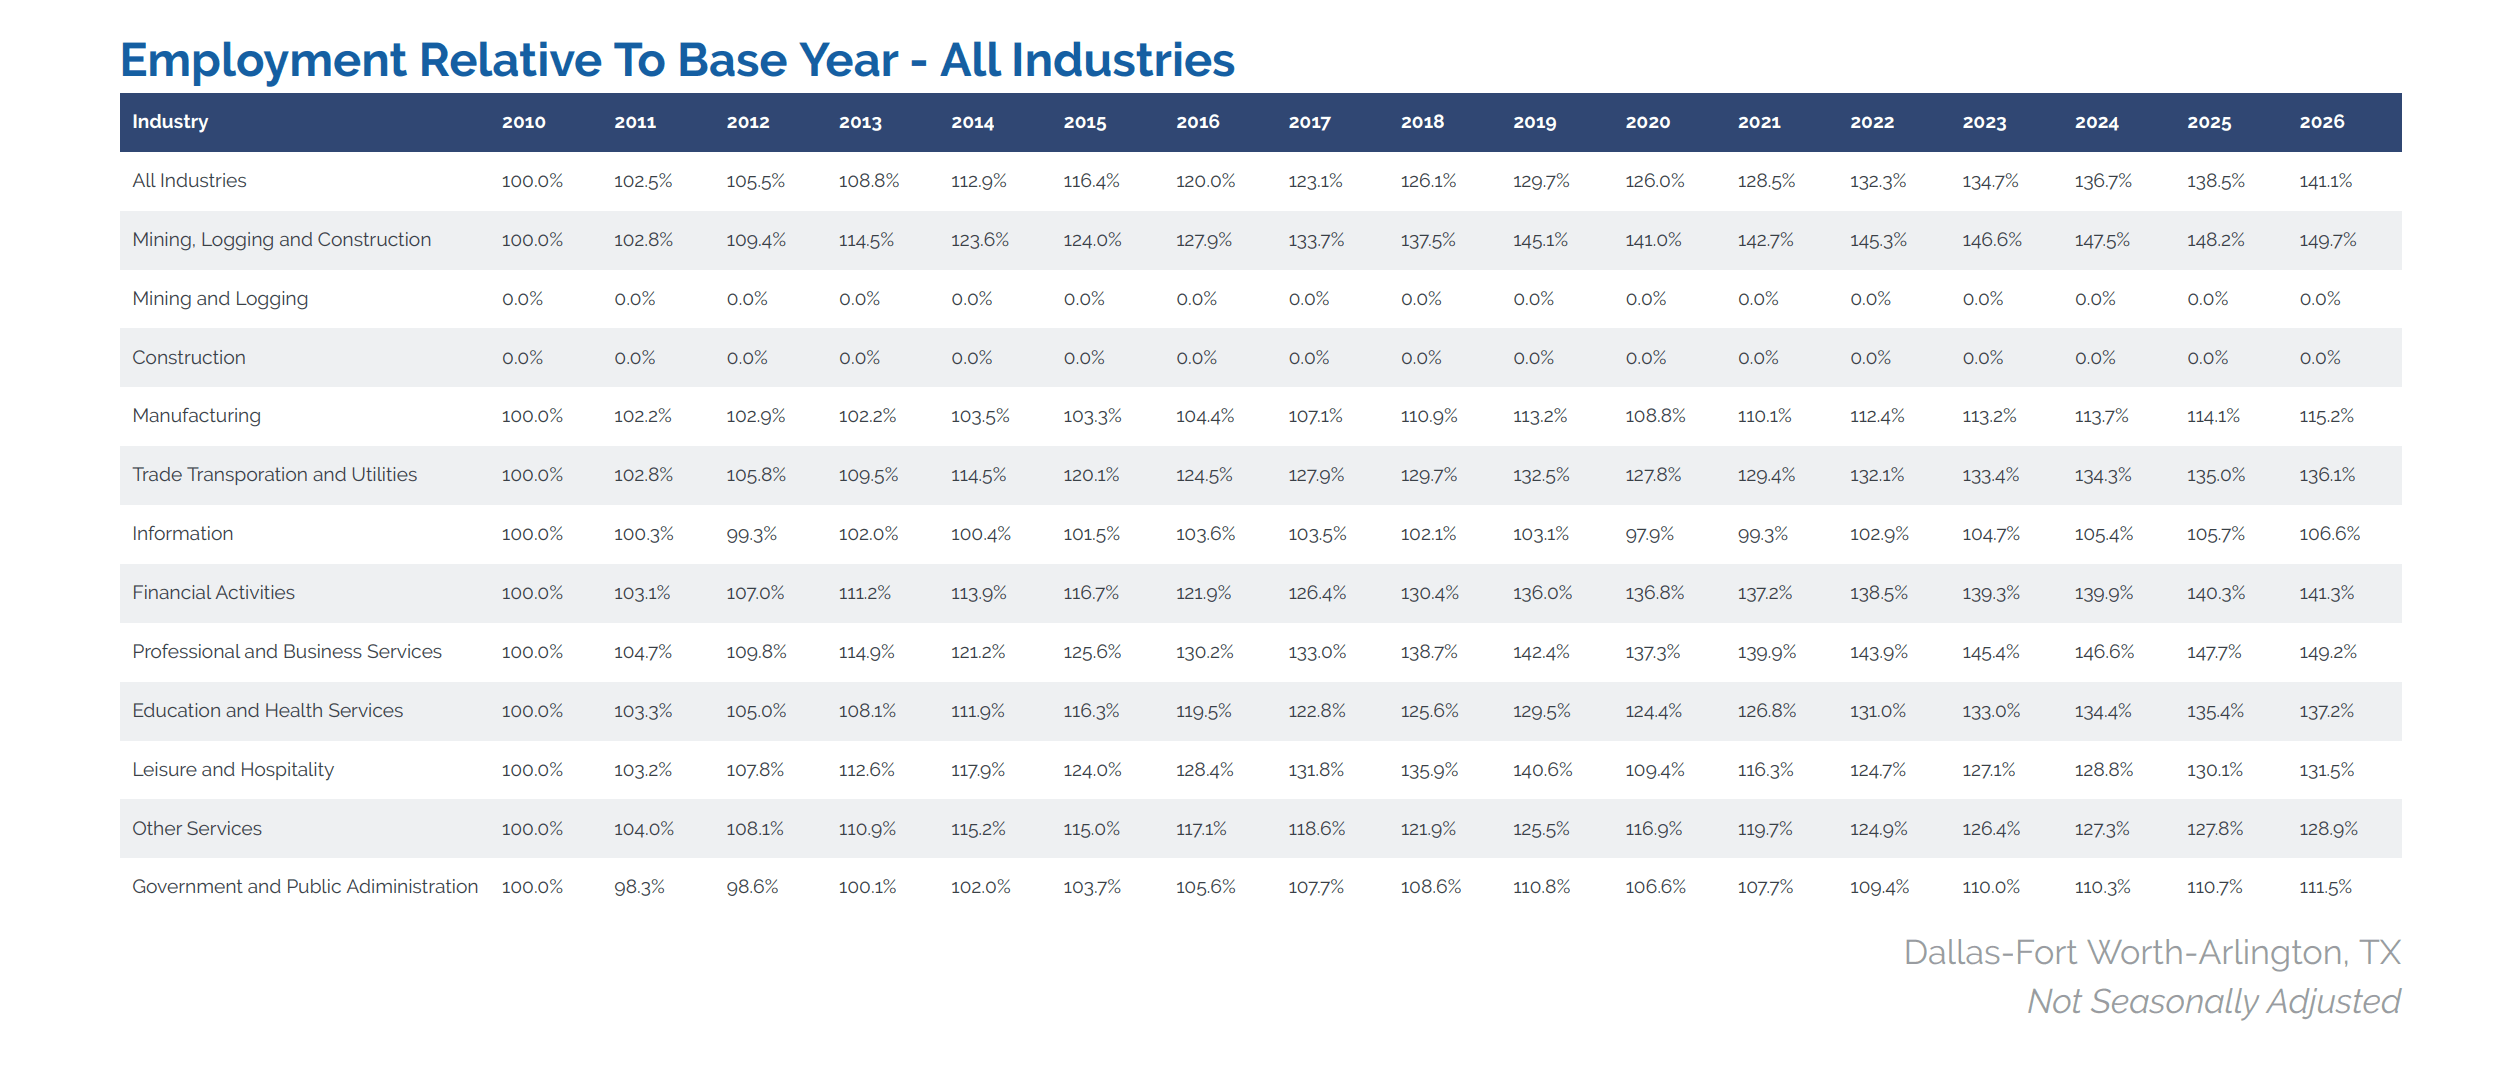 Employment Relative To Base Year - All Industries
Industry 2010 2011 2012 2013 2014 2015 2016 2017 2018 2019 2020 2021 2022 2023 2024 2025 2026
All Industries 100.0% 102.5% 105.5% 108.8% 112.9% 116.4% 120.0% 123.1% 126.1% 129.7% 126.0% 128.5% 132.3% 134.7% 136.7% 138.5% 141.1%
Mining, Logging and Construction 100.0% 102.8% 109.4% 114.5% 123.6% 124.0% 127.9% 133.7% 137.5% 145.1% 141.0% 142.7% 145.3% 146.6% 147.5% 148.2% 149.7%
Mining and Logging 0.0% 0.0% 0.0% 0.0% 0.0% 0.0% 0.0% 0.0% 0.0% 0.0% 0.0% 0.0% 0.0% 0.0% 0.0% 0.0% 0.0%
Construction 0.0% 0.0% 0.0% 0.0% 0.0% 0.0% 0.0% 0.0% 0.0% 0.0% 0.0% 0.0% 0.0% 0.0% 0.0% 0.0% 0.0%
Manufacturing 100.0% 102.2% 102.9% 102.2% 103.5% 103.3% 104.4% 107.1% 110.9% 113.2% 108.8% 110.1% 112.4% 113.2% 113.7% 114.1% 115.2%
Trade Transporation and Utilities 100.0% 102.8% 105.8% 109.5% 114.5% 120.1% 124.5% 127.9% 129.7% 132.5% 127.8% 129.4% 132.1% 133.4% 134.3% 135.0% 136.1%
Information 100.0% 100.3% 99.3% 102.0% 100.4% 101.5% 103.6% 103.5% 102.1% 103.1% 97.9% 99.3% 102.9% 104.7% 105.4% 105.7% 106.6%
Financial Activities 100.0% 103.1% 107.0% 111.2% 113.9% 116.7% 121.9% 126.4% 130.4% 136.0% 136.8% 137.2% 138.5% 139.3% 139.9% 140.3% 141.3%
Professional and Business Services 100.0% 104.7% 109.8% 114.9% 121.2% 125.6% 130.2% 133.0% 138.7% 142.4% 137.3% 139.9% 143.9% 145.4% 146.6% 147.7% 149.2%
Education and Health Services 100.0% 103.3% 105.0% 108.1% 111.9% 116.3% 119.5% 122.8% 125.6% 129.5% 124.4% 126.8% 131.0% 133.0% 134.4% 135.4% 137.2%
Leisure and Hospitality 100.0% 103.2% 107.8% 112.6% 117.9% 124.0% 128.4% 131.8% 135.9% 140.6% 109.4% 116.3% 124.7% 127.1% 128.8% 130.1% 131.5%
Other Services 100.0% 104.0% 108.1% 110.9% 115.2% 115.0% 117.1% 118.6% 121.9% 125.5% 116.9% 119.7% 124.9% 126.4% 127.3% 127.8% 128.9%
Government and Public Adiministration 100.0% 98.3% 98.6% 100.1% 102.0% 103.7% 105.6% 107.7% 108.6% 110.8% 106.6% 107.7% 109.4% 110.0% 110.3% 110.7% 111.5%
Dallas-Fort Worth-Arlington, TX
Not Seasonally Adjusted